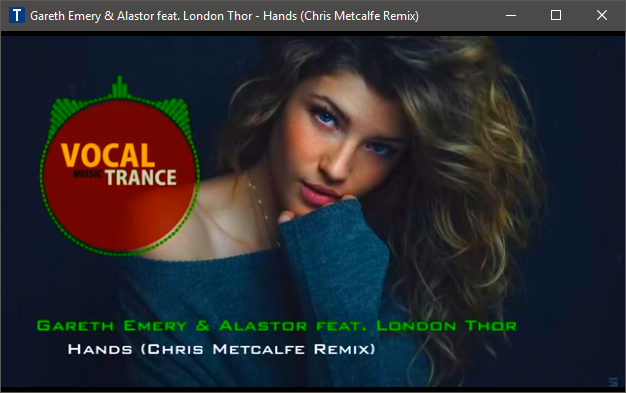 T Gareth Emery & Alastor feat. London Thor - Hands (Chris Metcalfe Remix)
VOCAL
MUSIC TRANCE
Gareth Emery & Alastor feat. London Thor
Hands (Chris Metcalfe Remix)